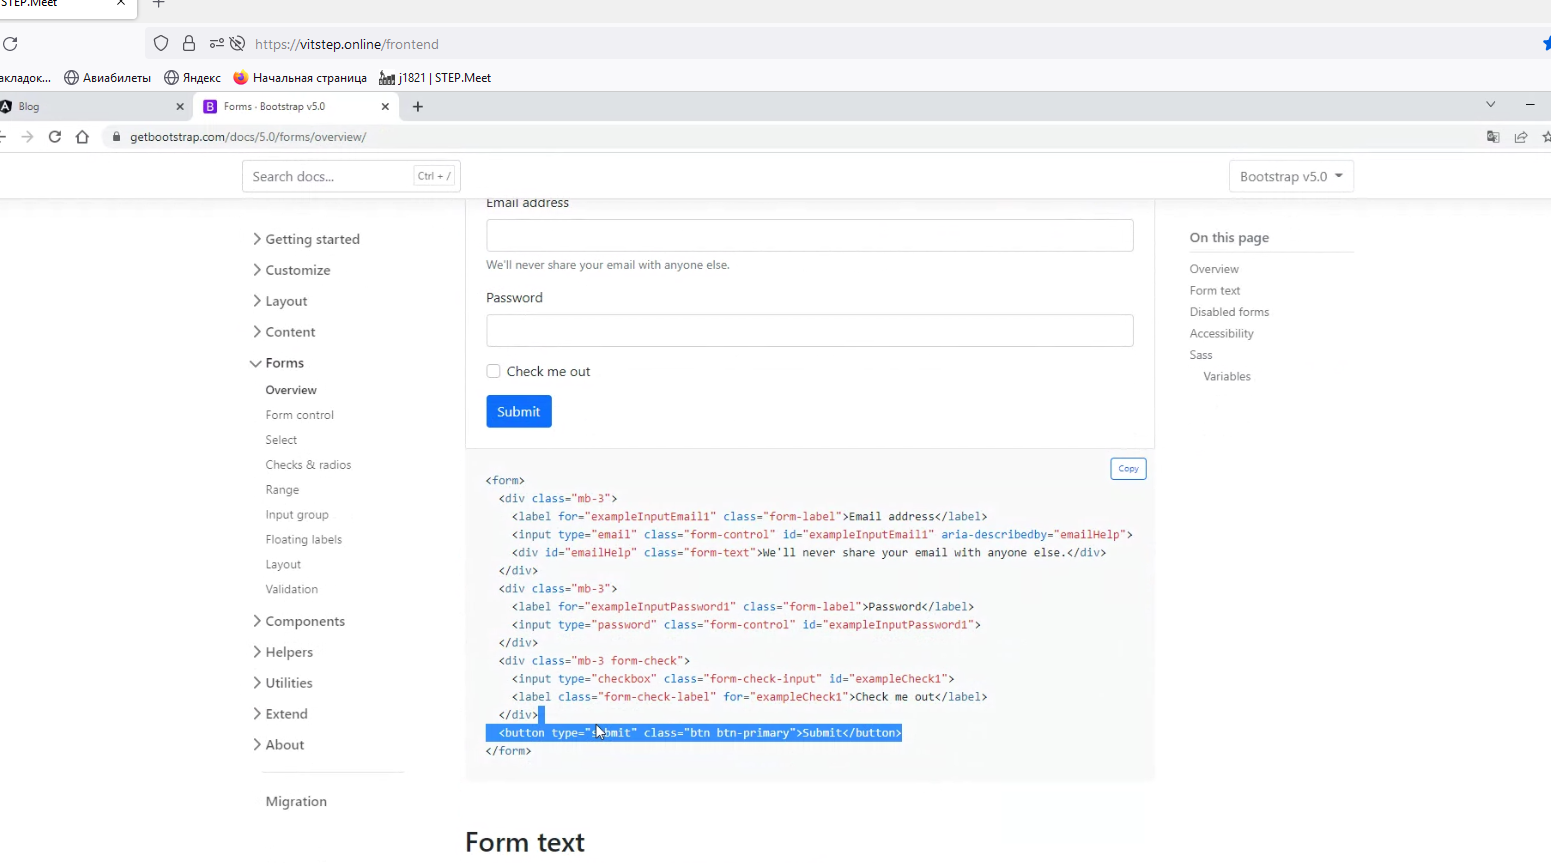 STEP.Meet
https://vitstep.online/frontend
акладок...
Авиабилеты
Яндекс
Начальная страница
j1821 | STEP.Meet
Blog
Forms · Bootstrap v5.0
getbootstrap.com/docs/5.0/forms/overview/
Search docs...
Ctrl + /
Bootstrap v5.0
Getting started
Customize
Layout
Content
Forms
Overview
Form control
Select
Checks & radios
Range
Input group
Floating labels
Layout
Validation
Components
Helpers
Utilities
Extend
About
Migration
Email address
We'll never share your email with anyone else.
Password
Check me out
Submit
Copy
<form>
  <div class="mb-3">
    <label for="exampleInputEmail1" class="form-label">Email address</label>
    <input type="email" class="form-control" id="exampleInputEmail1" aria-describedby="emailHelp">
    <div id="emailHelp" class="form-text">We'll never share your email with anyone else.</div>
  </div>
  <div class="mb-3">
    <label for="exampleInputPassword1" class="form-label">Password</label>
    <input type="password" class="form-control" id="exampleInputPassword1">
  </div>
  <div class="mb-3 form-check">
    <input type="checkbox" class="form-check-input" id="exampleCheck1">
    <label class="form-check-label" for="exampleCheck1">Check me out</label>
  </div>
  <button type="submit" class="btn btn-primary">Submit</button>
</form>
Form text
On this page
Overview
Form text
Disabled forms
Accessibility
Sass
Variables